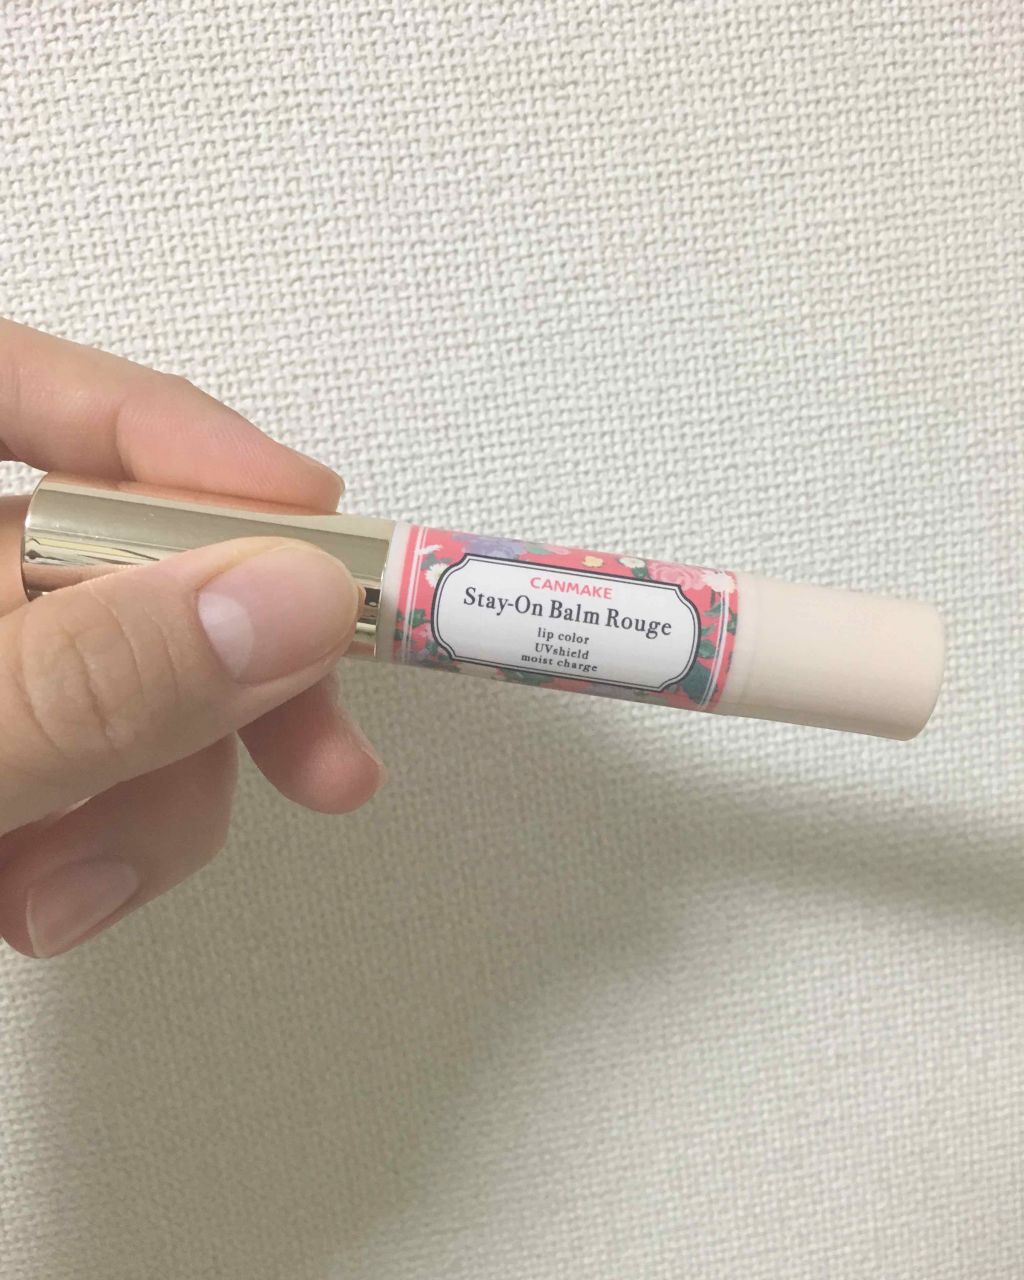 CANMAKE
Stay-On Balm Rouge
lip color
UVshield
moist charge